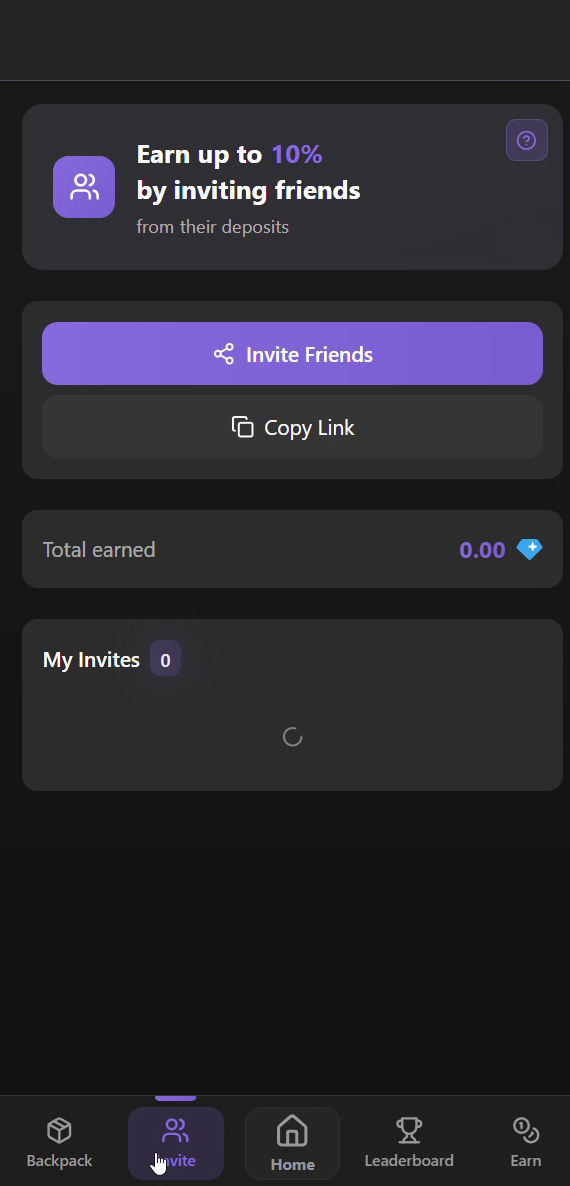 Earn up to 10%
by inviting friends
from their deposits
Invite Friends
Copy Link
Total earned
0.00
My Invites
0
Backpack
Invite
Home
Leaderboard
Earn